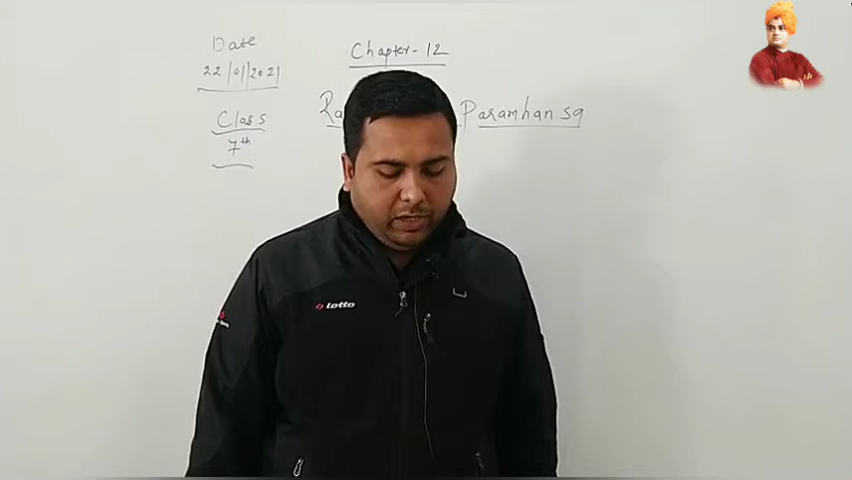 Date
22/01/2021
Class
7th
Chapter-12
Paramhansa
lotto